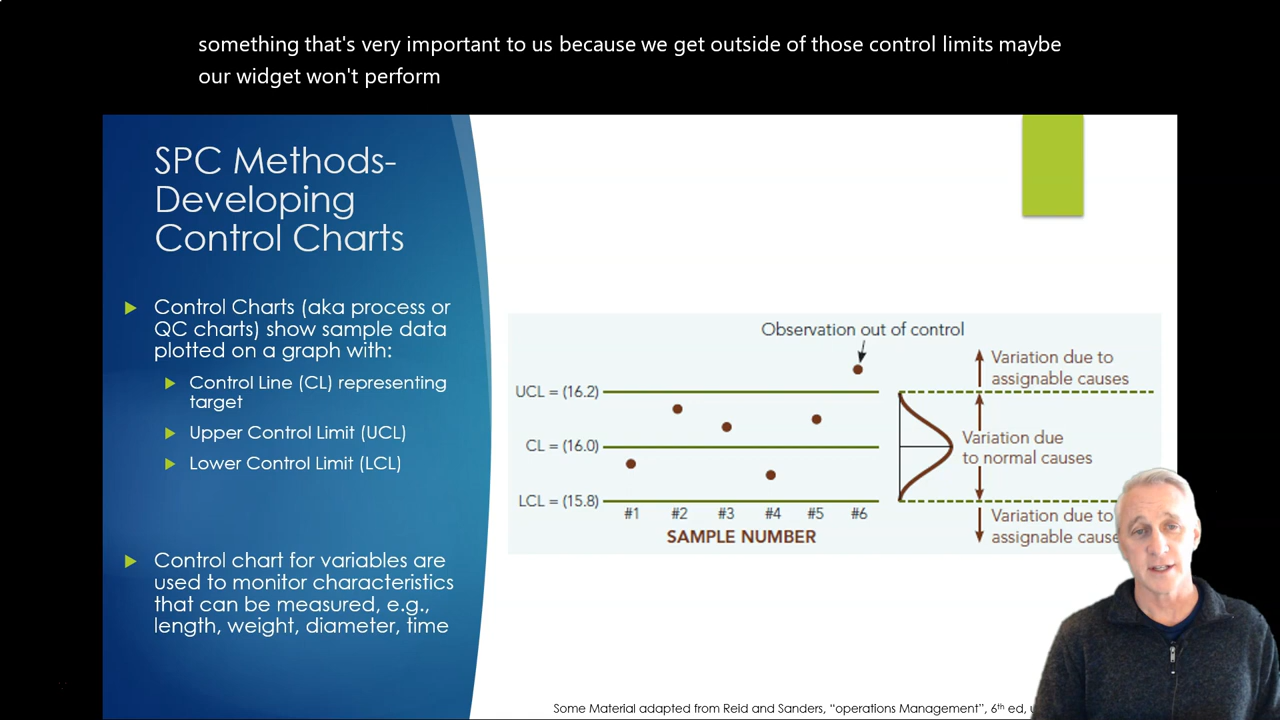 something that's very important to us because we get outside of those control limits maybe
our widget won't perform
SPC Methods-
Developing
Control Charts
Control Charts (aka process or
QC charts) show sample data
plotted on a graph with:
Control Line (CL) representing
target
Upper Control Limit (UCL)
Lower Control Limit (LCL)
Control chart for variables are
used to monitor characteristics
that can be measured, e.g.,
length, weight, diameter, time
Observation out of control
UCL = (16.2)
CL = (16.0)
LCL = (15.8)
#1 #2 #3 #4 #5 #6
SAMPLE NUMBER
Variation due to
assignable causes
Variation due
to normal causes
Variation due to
assignable
Some Material adapted from Reid and Sanders, “operations Management”, 6th ed,